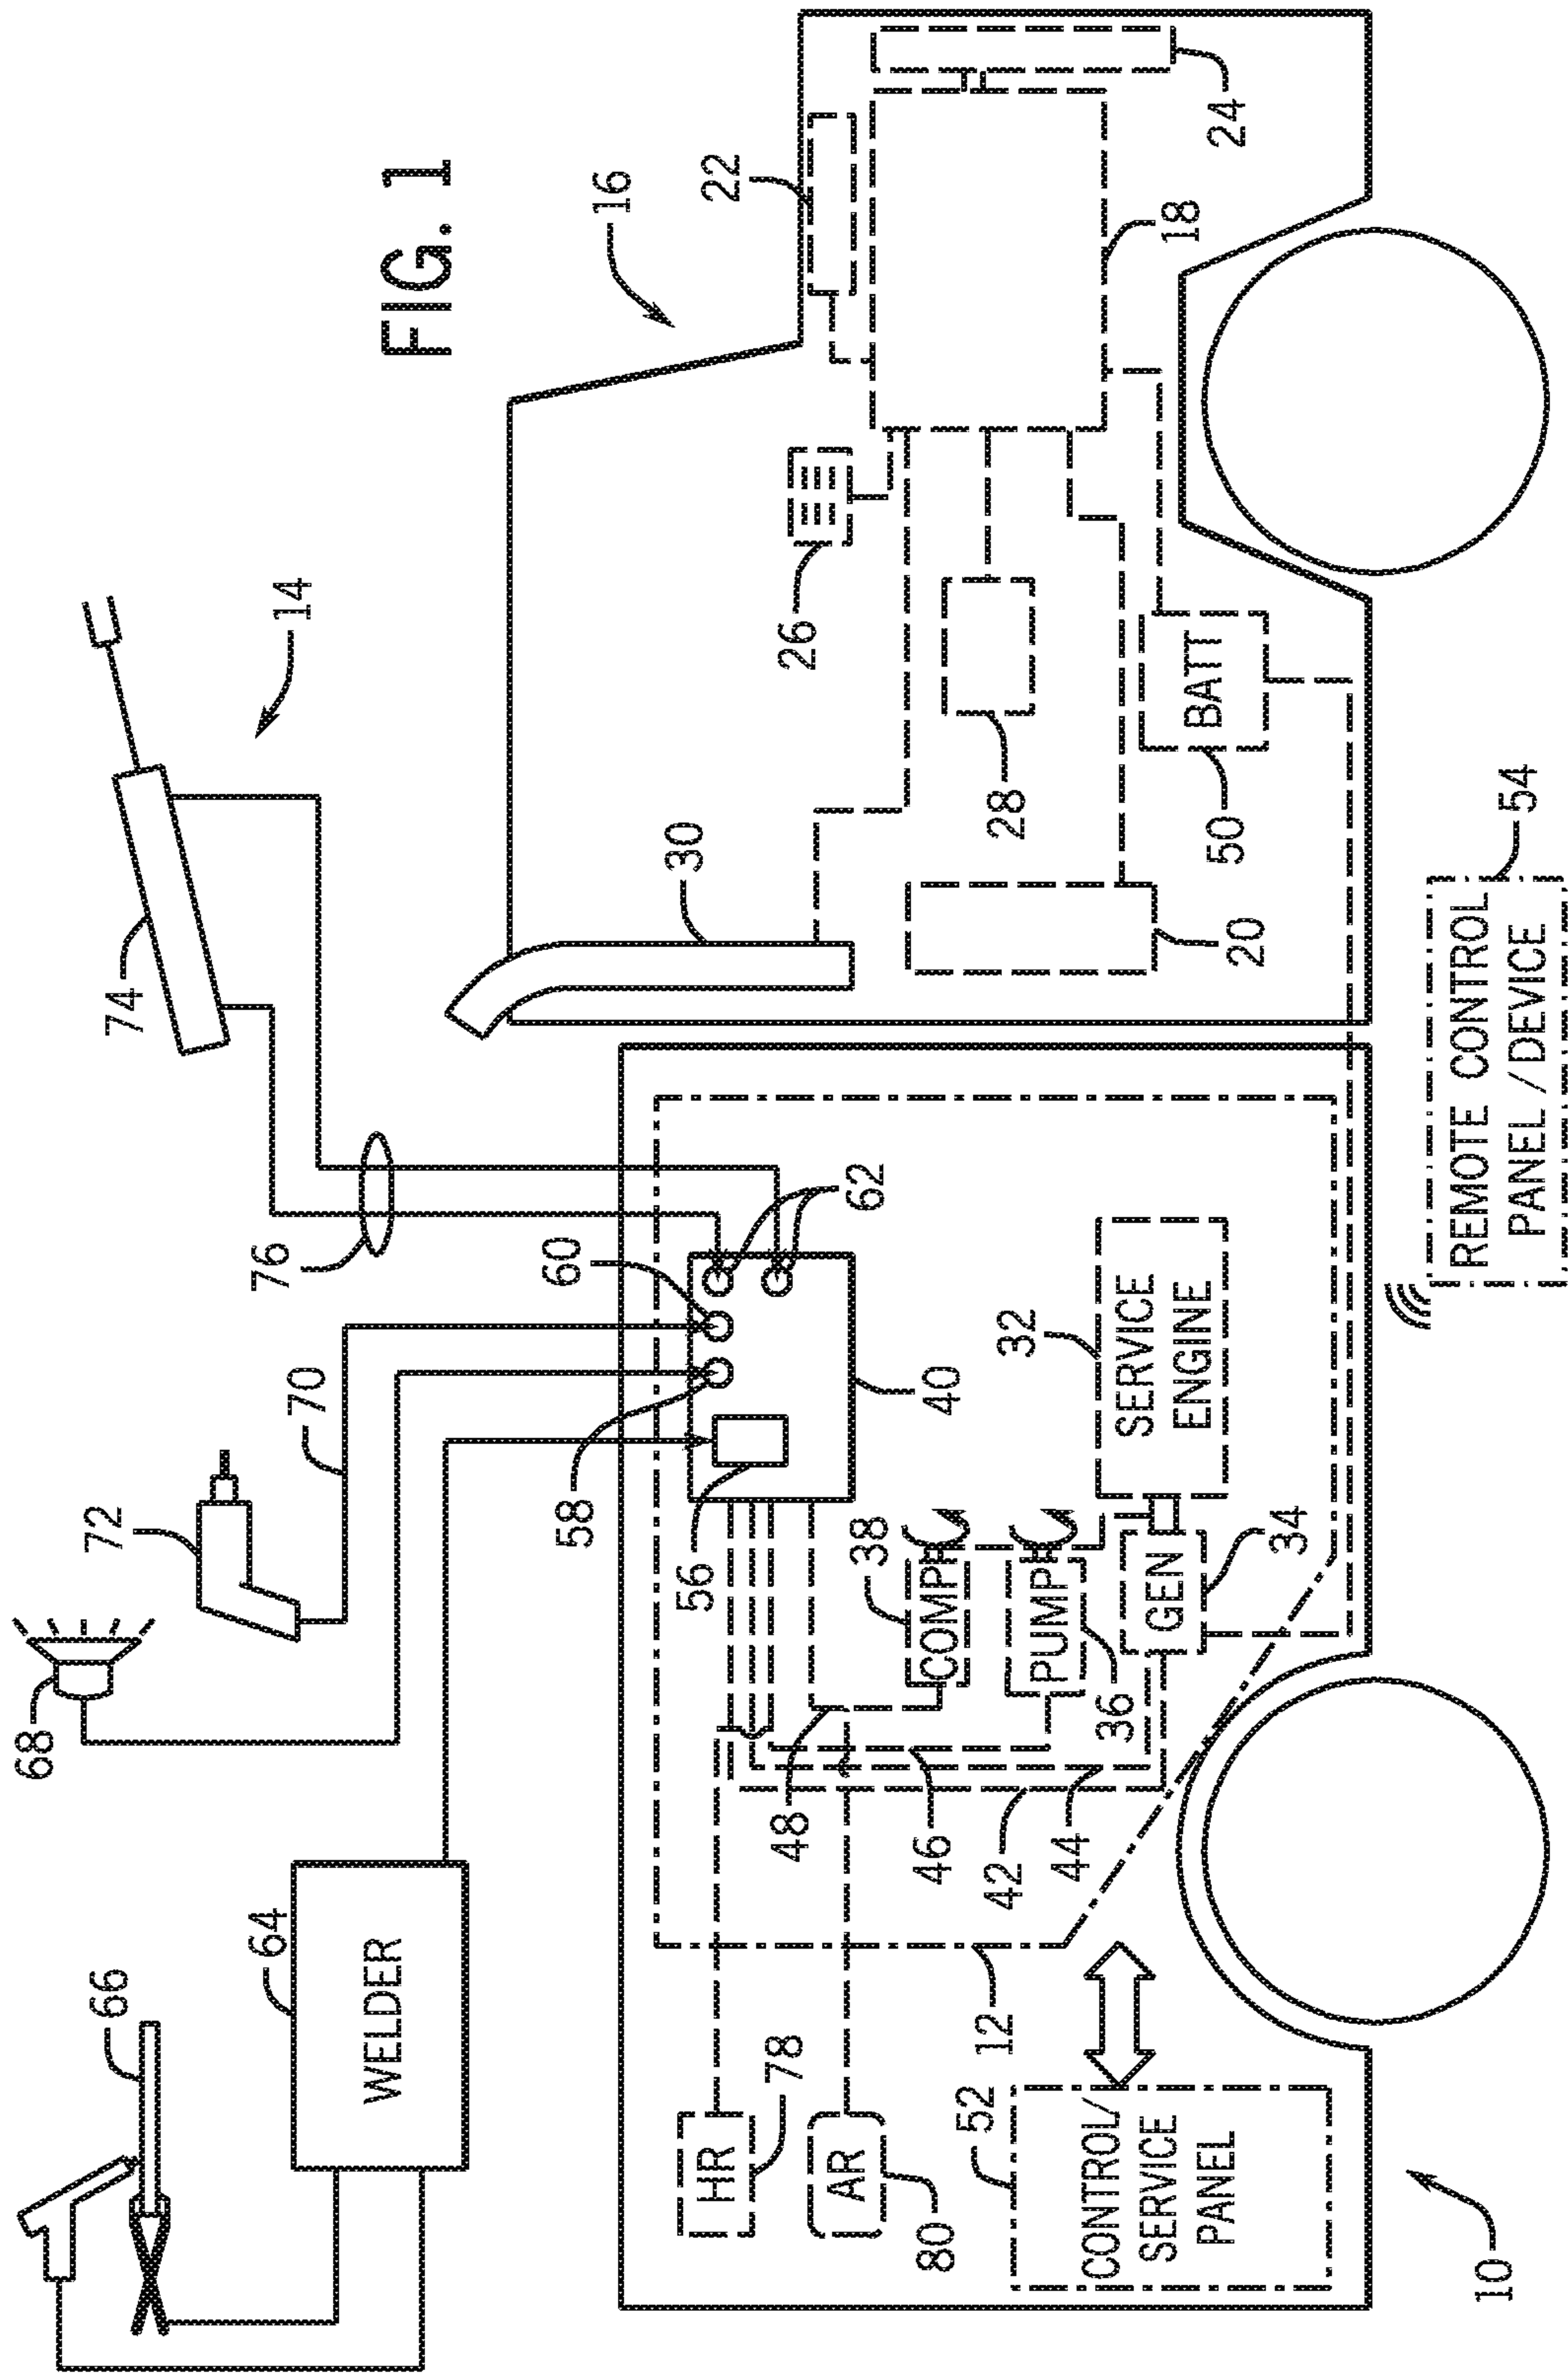 FIG. 1
66
64
WELDER
68
72
70
76
74
14
16
22
24
18
26
28
30
20
50
BATT
58
60
62
56
40
38
COMP
PUMP
36
GEN
34
32
SERVICE
ENGINE
48
46
42
44
HR
78
AR
80
12
52
CONTROL/
SERVICE
PANEL
10
54
REMOTE CONTROL
PANEL / DEVICE